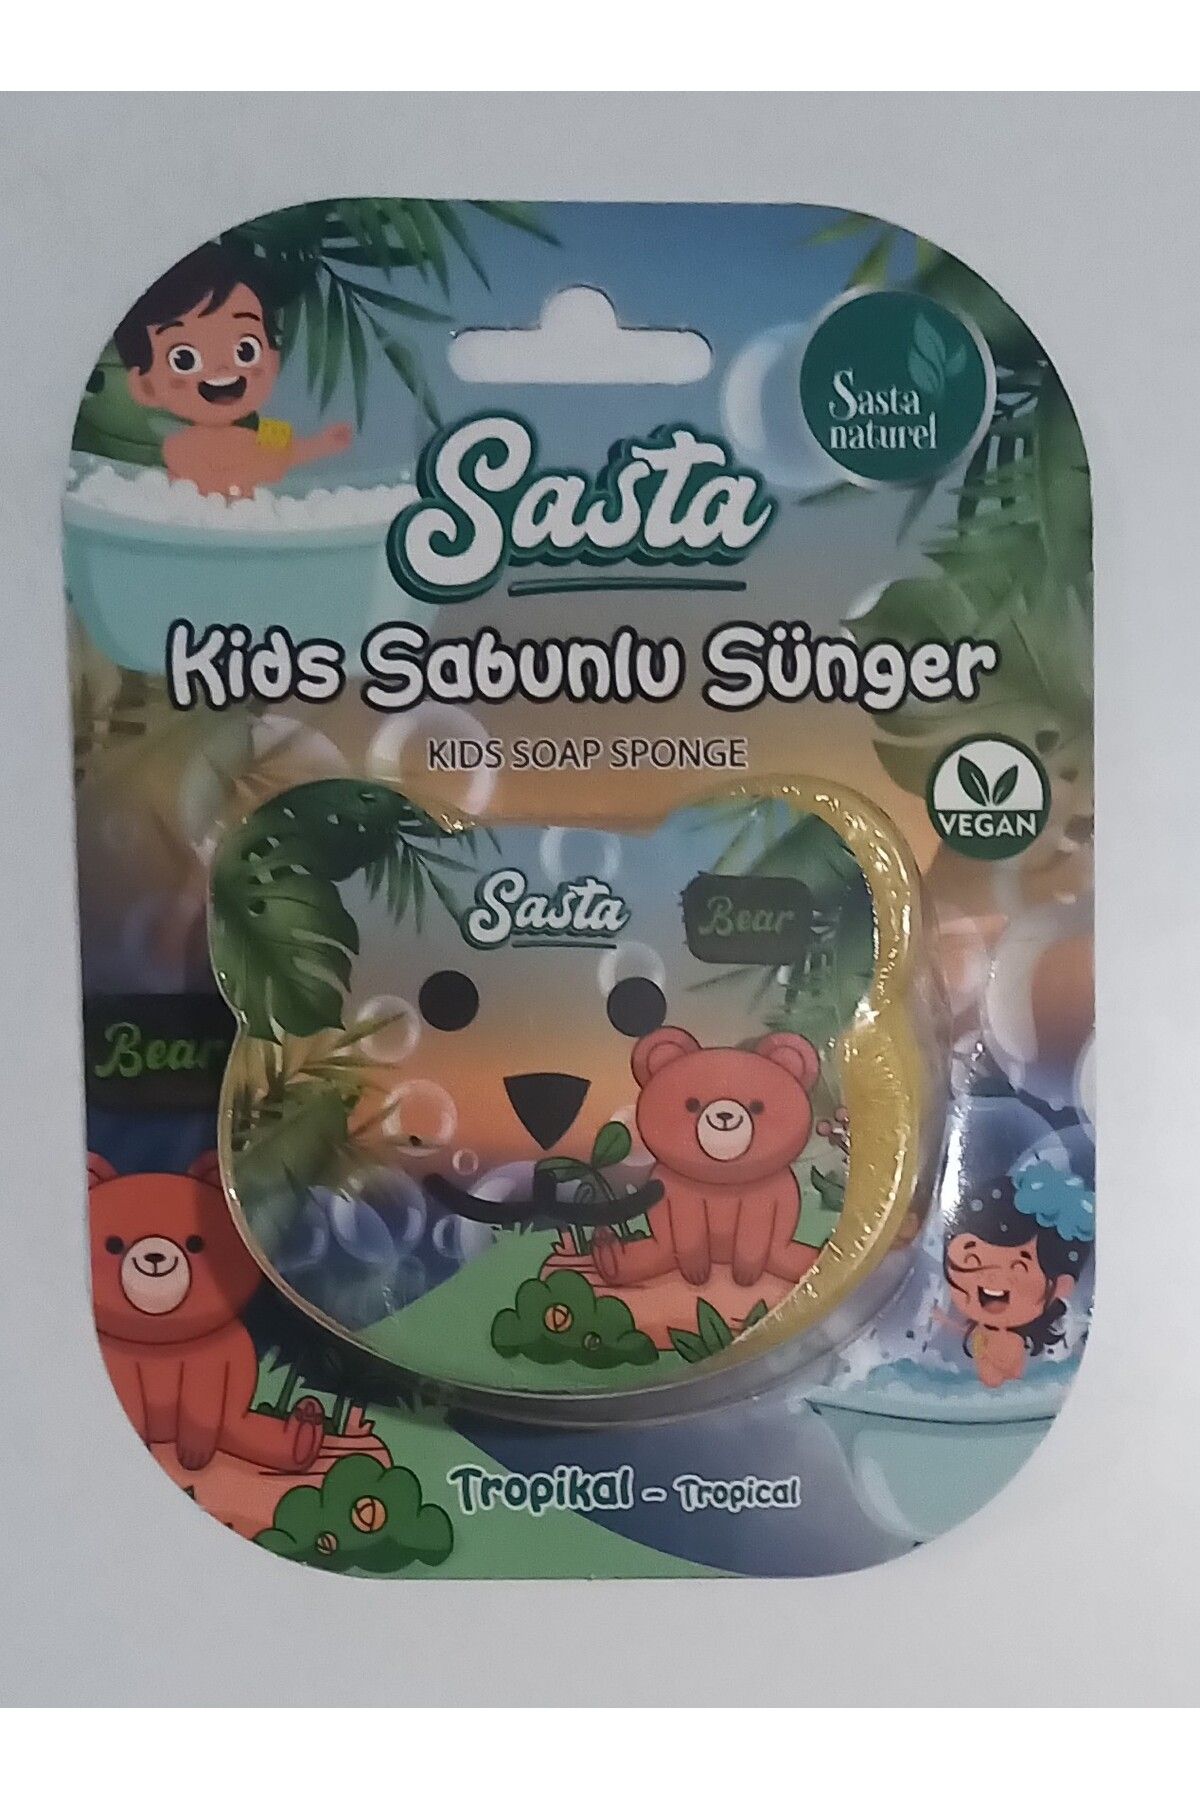 Sasta
naturel
Sasta
Kids Sabunlu Sünger
KIDS SOAP SPONGE
VEGAN
Sasta
Bear
Bear
Tropikal - Tropical